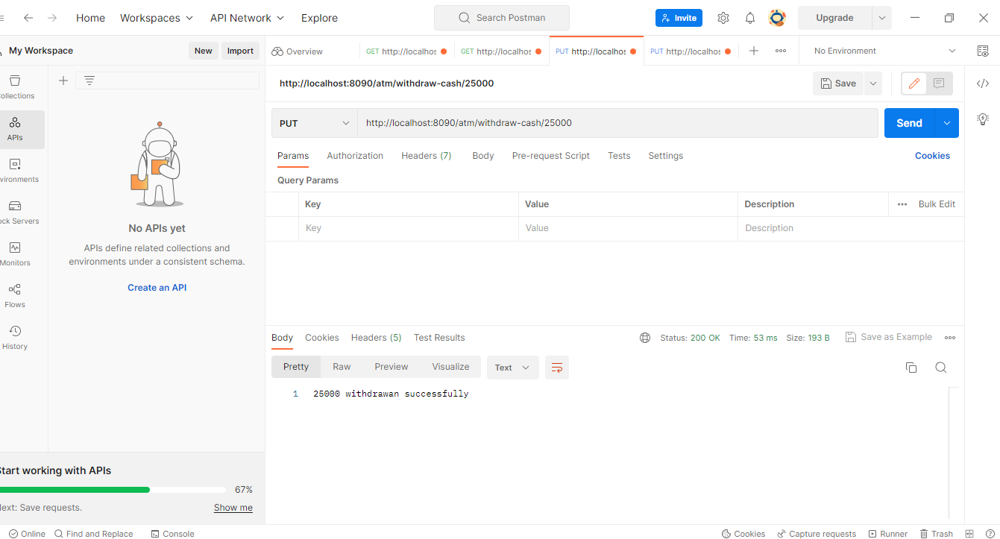 Home Workspaces API Network Explore Search Postman Invite Upgrade
My Workspace New Import Overview GET http://localhos GET http://localhos PUT http://localhos PUT http://localhos No Environment
ollections
APIs
vironments
ock Servers
Monitors
Flows
History
No APIs yet
APIs define related collections and
environments under a consistent schema.
Create an API
http://localhost:8090/atm/withdraw-cash/25000 Save
PUT http://localhost:8090/atm/withdraw-cash/25000 Send
Params Authorization Headers (7) Body Pre-request Script Tests Settings Cookies
Query Params
Key Value Description Bulk Edit
Key Value Description
Body Cookies Headers (5) Test Results Status: 200 OK Time: 53 ms Size: 193 B Save as Example
Pretty Raw Preview Visualize Text
1 25000 withdrawan successfully
Start working with APIs
67%
ext: Save requests. Show me
Online Find and Replace Console Cookies Capture requests Runner Trash